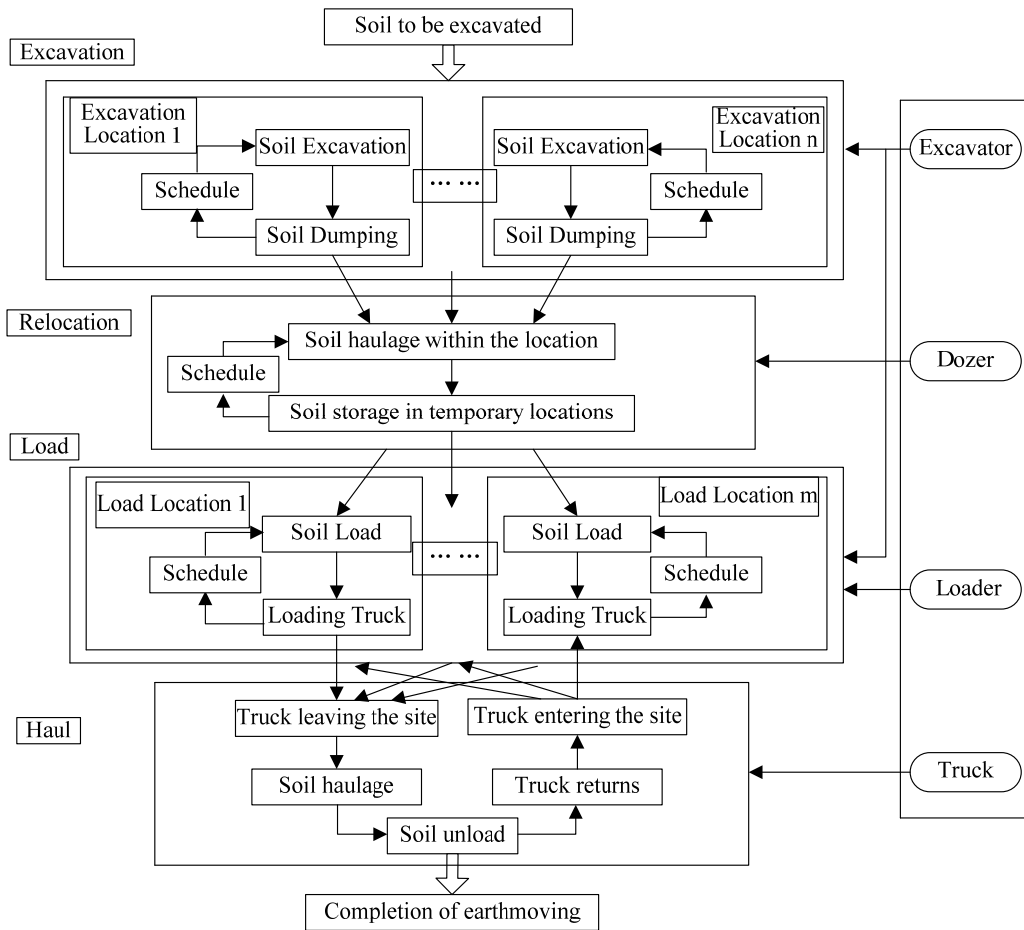 Soil to be excavated
Excavation
Excavation
Location 1
Soil Excavation
Schedule
Soil Dumping
... ...
Soil Excavation
Excavation
Location n
Schedule
Soil Dumping
Excavator
Relocation
Soil haulage within the location
Schedule
Soil storage in temporary locations
Dozer
Load
Load Location 1
Soil Load
Schedule
Loading Truck
... ...
Load Location m
Soil Load
Schedule
Loading Truck
Loader
Haul
Truck leaving the site
Truck entering the site
Soil haulage
Truck returns
Soil unload
Truck
Completion of earthmoving